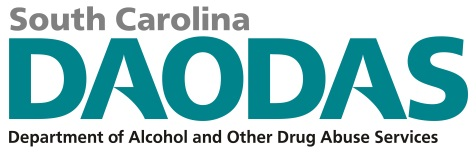 South Carolina
DAODAS
Department of Alcohol and Other Drug Abuse Services